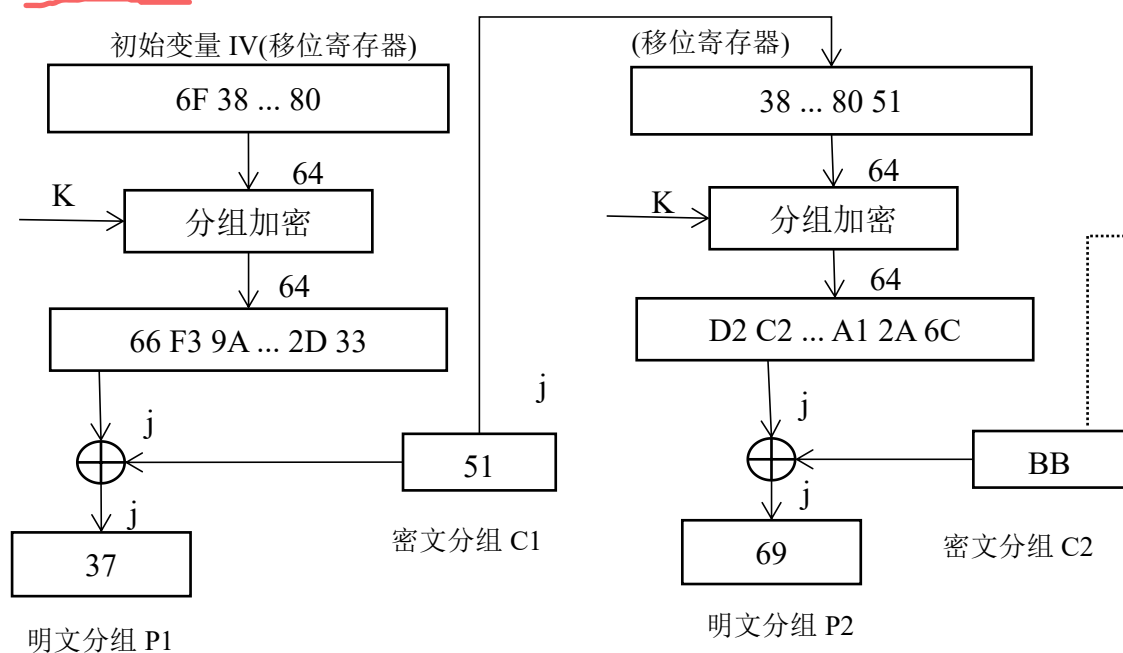 初始变量 IV(移位寄存器)
6F 38 ... 80
64
K
分组加密
64
66 F3 9A ... 2D 33
j
j
51
j
37
密文分组 C1
明文分组 P1
(移位寄存器)
38 ... 80 51
64
K
分组加密
64
D2 C2 ... A1 2A 6C
j
BB
j
69
密文分组 C2
明文分组 P2